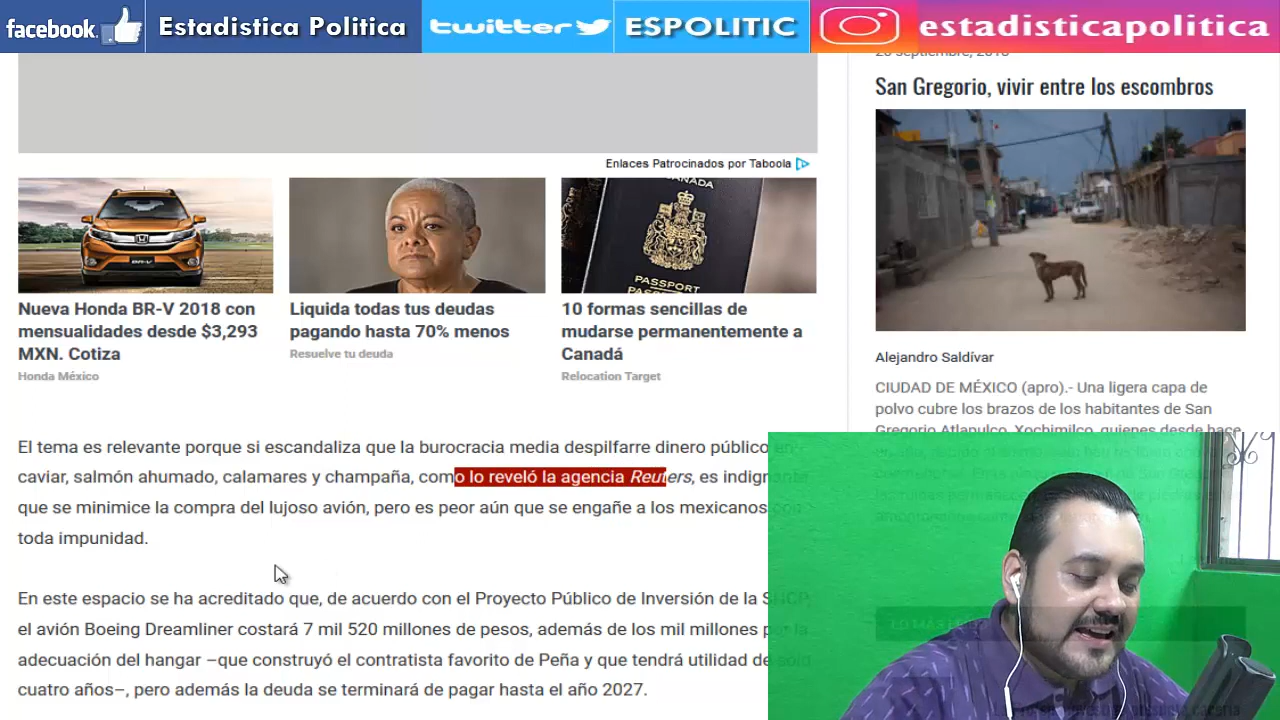 facebook.
Estadistica Politica
twitter
ESPOLITIC
estadisticapolitica
San Gregorio, vivir entre los escombros
Enlaces Patrocinados por Taboola
CANADA
PASSPORT
BR-V
Nueva Honda BR-V 2018 con
mensualidades desde $3,293
MXN. Cotiza
Honda México
Liquida todas tus deudas
pagando hasta 70% menos
Resuelve tu deuda
10 formas sencillas de
mudarse permanentemente a
Canadá
Relocation Target
Alejandro Saldívar
CIUDAD DE MÉXICO (apro).- Una ligera capa de
polvo cubre los brazos de los habitantes de San
Gregorio Atlapulco, Xochimilco, quienes desde hace
El tema es relevante porque si escandaliza que la burocracia media despilfarre dinero público en
caviar, salmón ahumado, calamares y champaña, como lo reveló la agencia Reuters, es indignante
que se minimice la compra del lujoso avión, pero es peor aún que se engañe a los mexicanos con
toda impunidad.
En este espacio se ha acreditado que, de acuerdo con el Proyecto Público de Inversión de la SHCP,
el avión Boeing Dreamliner costará 7 mil 520 millones de pesos, además de los mil millones por la
adecuación del hangar –que construyó el contratista favorito de Peña y que tendrá utilidad de sólo
cuatro años–, pero además la deuda se terminará de pagar hasta el año 2027.